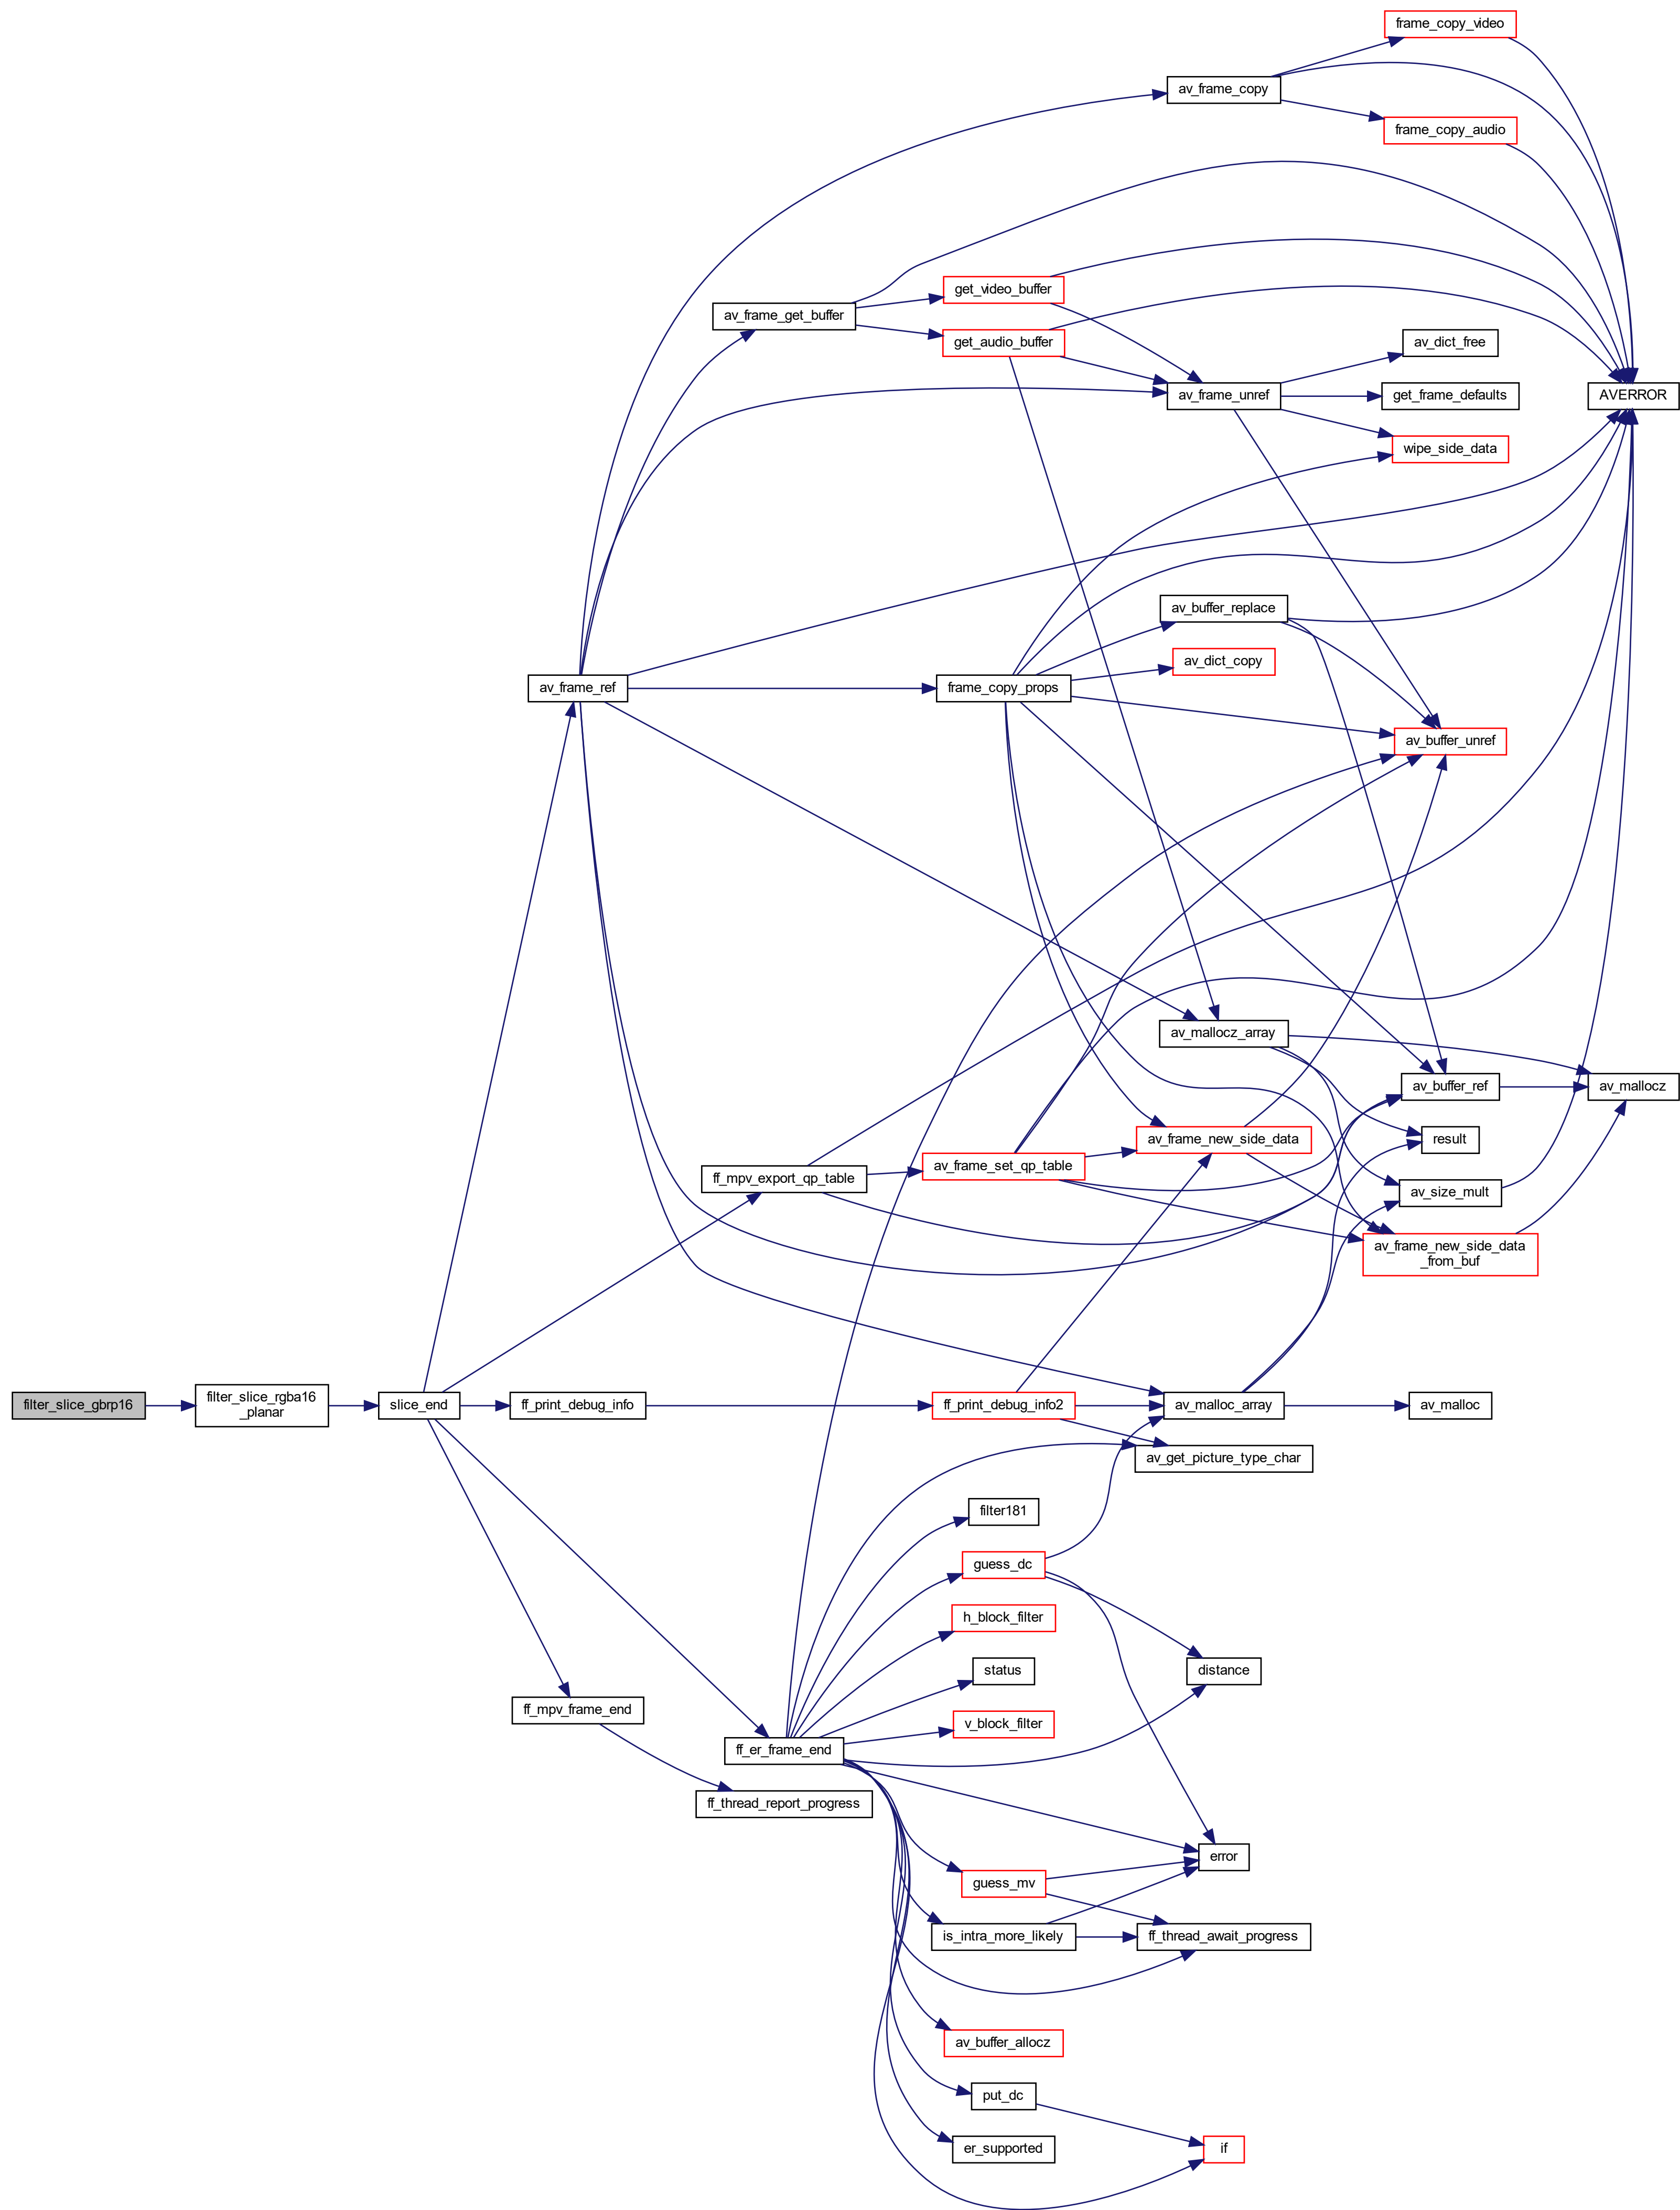 frame_copy_video
av_frame_copy
frame_copy_audio
get_video_buffer
av_frame_get_buffer
get_audio_buffer
av_dict_free
av_frame_unref
get_frame_defaults
AVERROR
wipe_side_data
av_buffer_replace
av_dict_copy
av_frame_ref
frame_copy_props
av_buffer_unref
av_mallocz_array
av_buffer_ref
av_mallocz
av_frame_new_side_data
result
av_frame_set_qp_table
ff_mpv_export_qp_table
av_size_mult
av_frame_new_side_data
_from_buf
filter_slice_gbrp16
filter_slice_rgba16
_planar
slice_end
ff_print_debug_info
ff_print_debug_info2
av_malloc_array
av_malloc
av_get_picture_type_char
filter181
guess_dc
h_block_filter
status
distance
ff_mpv_frame_end
v_block_filter
ff_er_frame_end
ff_thread_report_progress
error
guess_mv
is_intra_more_likely
ff_thread_await_progress
av_buffer_allocz
put_dc
er_supported
if